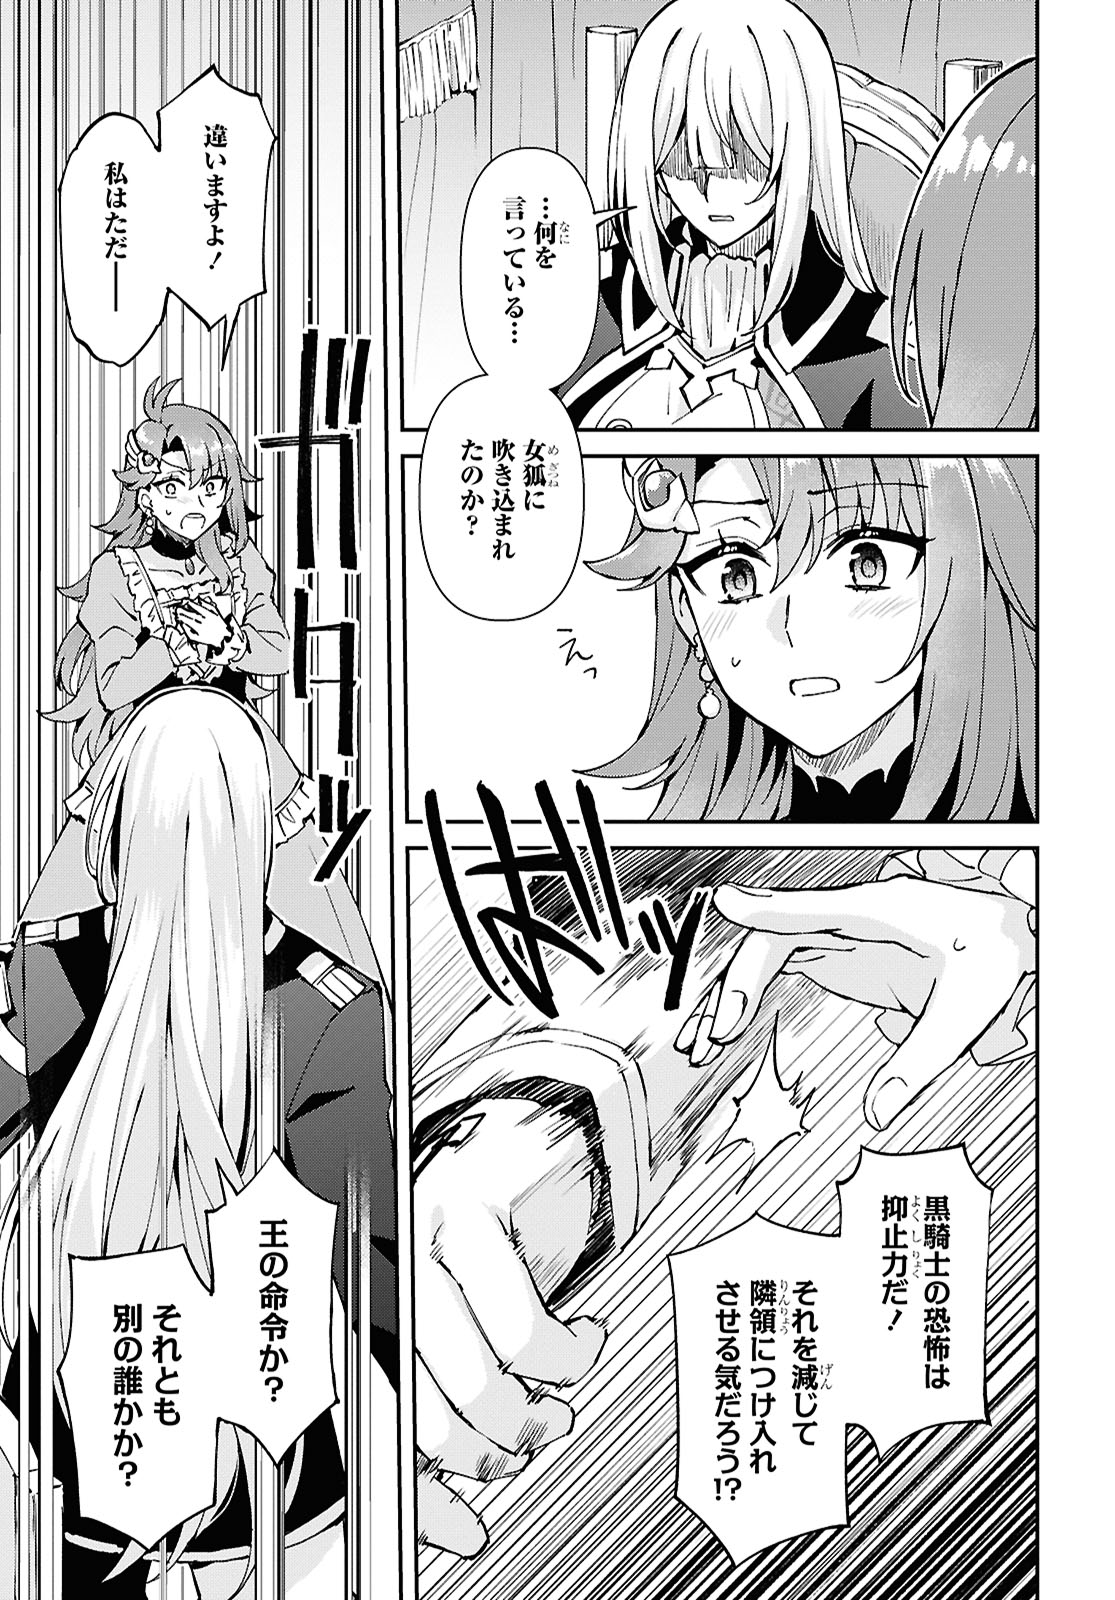 …何を
言っている…
女狐に
吹き込まれ
たのか？
えっ
ばしッ
黒騎士の恐怖は
抑止力だ！
それを減じて
隣領につけ入れ
させる気だろう!?
違いますよ！
私はただ――
王の命令か？
それとも
別の誰かか？